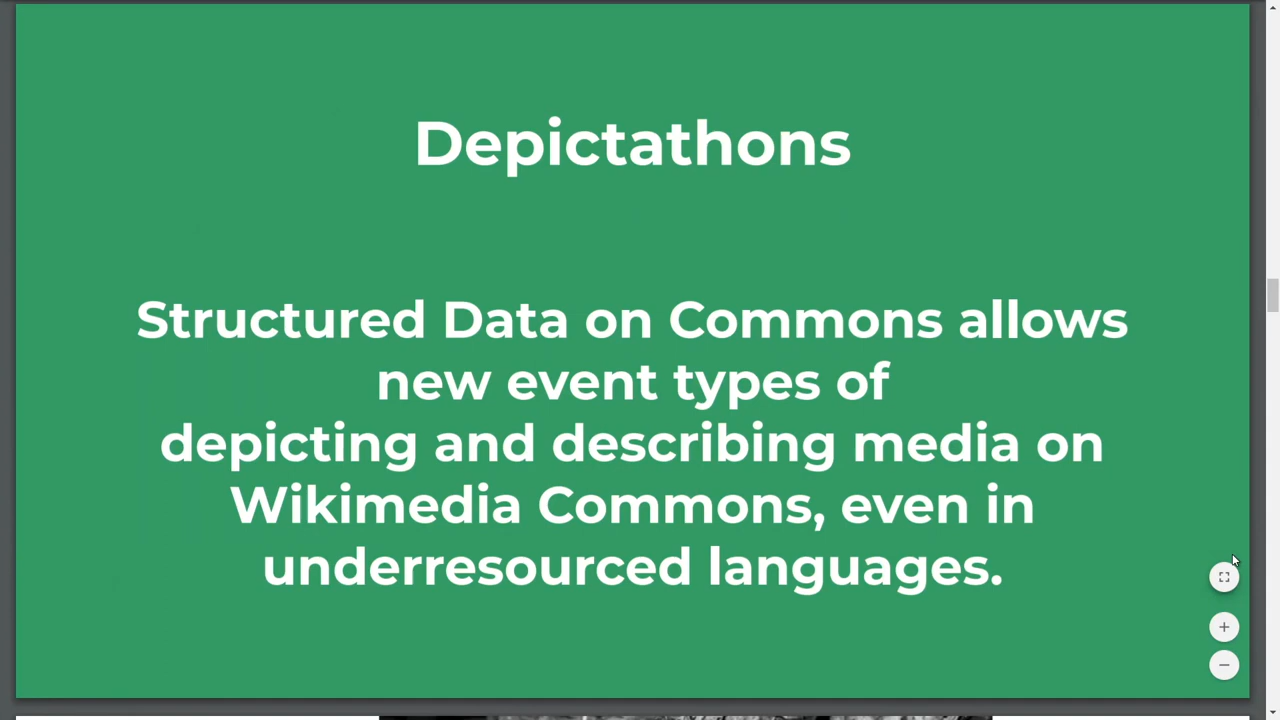 Depictathons
Structured Data on Commons allows
new event types of
depicting and describing media on
Wikimedia Commons, even in
underresourced languages.